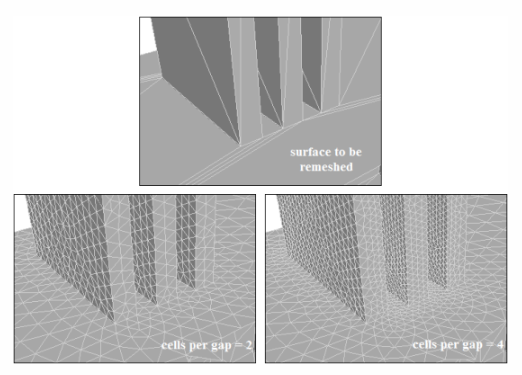 surface to be
remeshed
cells per gap = 2
cells per gap = 4